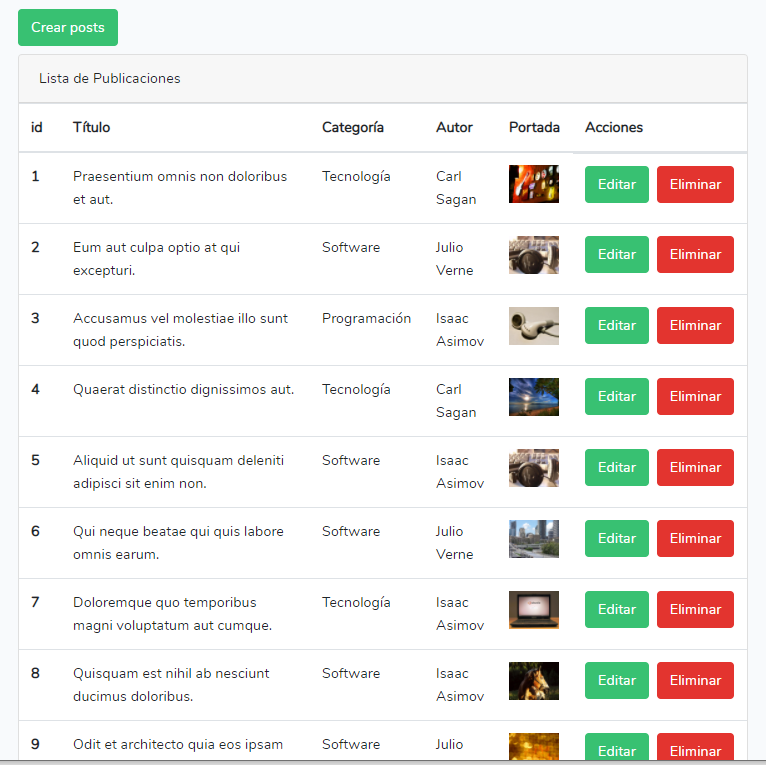 Crear posts
Lista de Publicaciones
id Título Categoría Autor Portada Acciones
1 Praesentium omnis non doloribus Tecnología Carl Editar Eliminar
et aut. Sagan
2 Eum aut culpa optio at qui Software Julio Editar Eliminar
excepturi. Verne
3 Accusamus vel molestiae illo sunt Programación Isaac Editar Eliminar
quod perspiciatis. Asimov
4 Quaerat distinctio dignissimos aut. Tecnología Carl Editar Eliminar
Sagan
5 Aliquid ut sunt quisquam deleniti Software Isaac Editar Eliminar
adipisci sit enim non. Asimov
6 Qui neque beatae qui quis labore Software Julio Editar Eliminar
omnis earum. Verne
7 Doloremque quo temporibus Tecnología Isaac Editar Eliminar
magni voluptatum aut cumque. Asimov
8 Quisquam est nihil ab nesciunt Software Isaac Editar Eliminar
ducimus doloribus. Asimov
9 Odit et architecto quia eos ipsam Software Julio Editar Eliminar